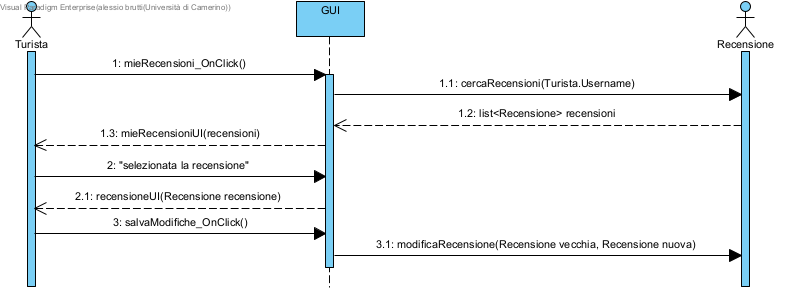 Visual Paradigm Enterprise(alessio brutti(Università di Camerino))
GUI
Turista
Recensione
1: mieRecensioni_OnClick()
1.1: cercaRecensioni(Turista.Username)
1.2: list<Recensione> recensioni
1.3: mieRecensioniUI(recensioni)
2: "selezionata la recensione"
2.1: recensioneUI(Recensione recensione)
3: salvaModifiche_OnClick()
3.1: modificaRecensione(Recensione vecchia, Recensione nuova)